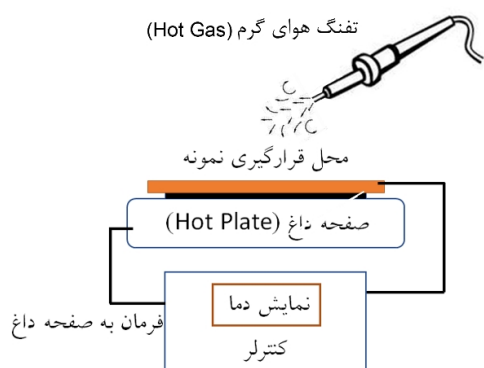 تفنگ هوای گرم (Hot Gas)
محل قرارگیری نمونه
صفحه داغ (Hot Plate)
نمایش دما
فرمان به صفحه داغ
کنترلر